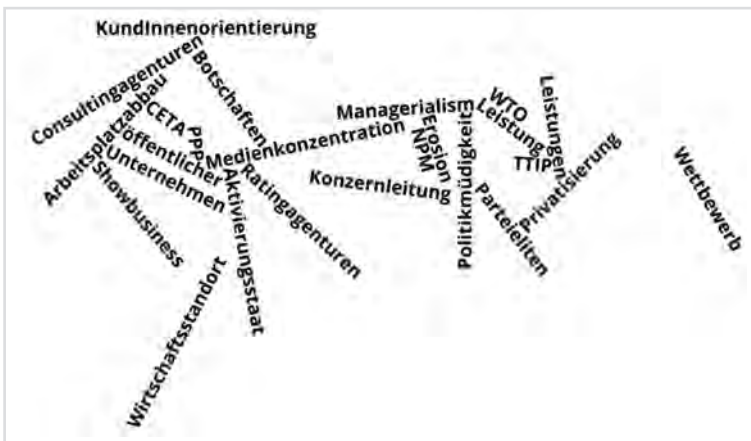 KundInnenorientierung
Consultingagenturen
Botschaften
Arbeitsplatzabbau
CETA
PPP
öffentlicher
Unternehmen
Showbusiness
Medienkonzentration
Aktivierungsstaat
Ratingagenturen
Wirtschaftsstandort
Managerialism
Erosion
NPM
Konzernleitung
Politikmüdigkeit
WTO
Leistung
Leistungen
TTIP
Parteieliten
Privatisierung
Wettbewerb